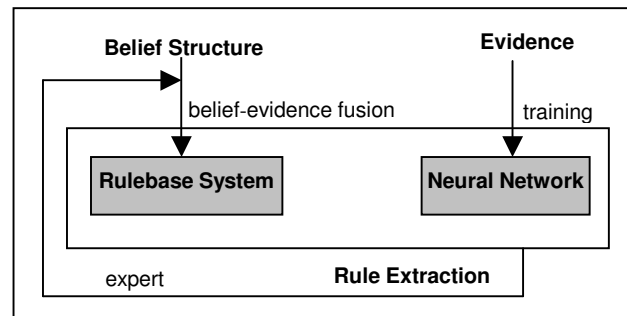 Belief Structure
Evidence
belief-evidence fusion
training
Rulebase System
Neural Network
expert
Rule Extraction